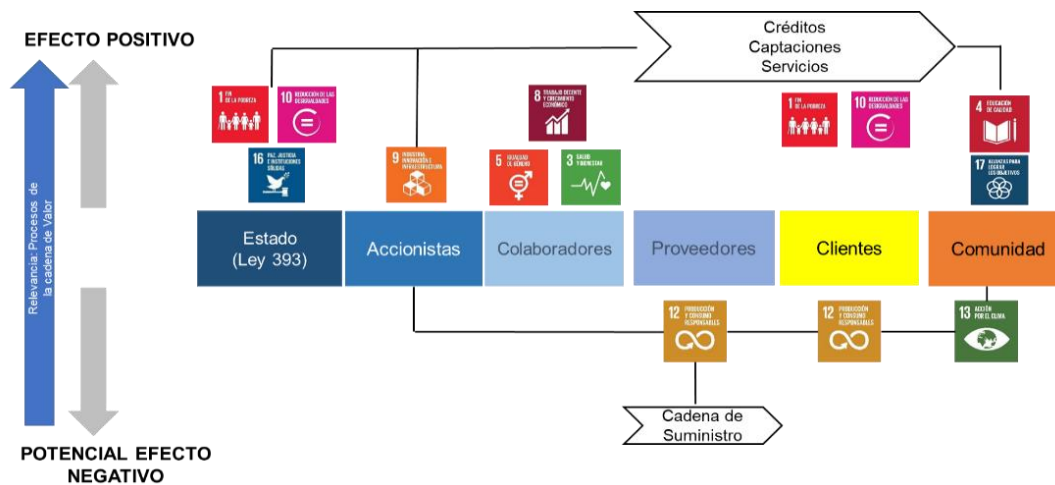 EFECTO POSITIVO
Relevancia: Procesos de
la cadena de Valor
POTENCIAL EFECTO
NEGATIVO
Créditos
Captaciones
Servicios
1 FIN
DE LA POBREZA
10 REDUCCIÓN DE LAS
DESIGUALDADES
16 PAZ, JUSTICIA
E INSTITUCIONES
SÓLIDAS
9 INDUSTRIA,
INNOVACIÓN E
INFRAESTRUCTURA
8 TRABAJO DECENTE
Y CRECIMIENTO
ECONÓMICO
5 IGUALDAD
DE GÉNERO
3 SALUD
Y BIENESTAR
1 FIN
DE LA POBREZA
10 REDUCCIÓN DE LAS
DESIGUALDADES
4 EDUCACIÓN
DE CALIDAD
17 ALIANZAS PARA
LOGRAR
LOS OBJETIVOS
Estado
(Ley 393)
Accionistas
Colaboradores
Proveedores
Clientes
Comunidad
12 PRODUCCIÓN
Y CONSUMO
RESPONSABLES
12 PRODUCCIÓN
Y CONSUMO
RESPONSABLES
13 ACCIÓN
POR EL CLIMA
Cadena de
Suministro